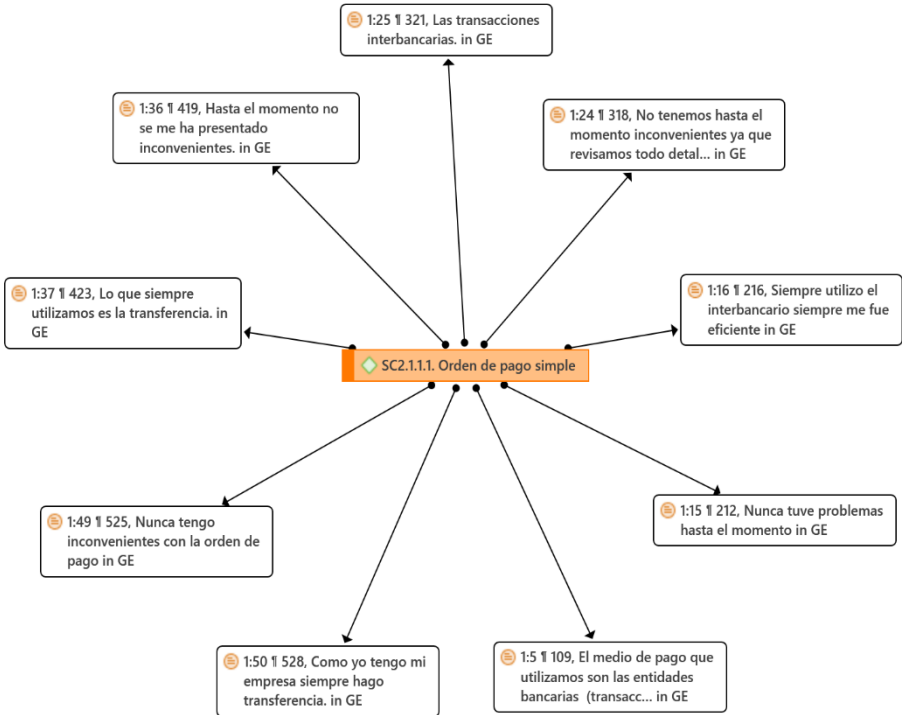 1:25 ¶ 321, Las transacciones
interbancarias. in GE
1:36 ¶ 419, Hasta el momento no
se me ha presentado
inconvenientes. in GE
1:24 ¶ 318, No tenemos hasta el
momento inconvenientes ya que
revisamos todo detal... in GE
1:37 ¶ 423, Lo que siempre
utilizamos es la transferencia. in
GE
1:16 ¶ 216, Siempre utilizo el
interbancario siempre me fue
eficiente in GE
SC2.1.1.1. Orden de pago simple
1:49 ¶ 525, Nunca tengo
inconvenientes con la orden de
pago in GE
1:15 ¶ 212, Nunca tuve problemas
hasta el momento in GE
1:50 ¶ 528, Como yo tengo mi
empresa siempre hago
transferencia. in GE
1:5 ¶ 109, El medio de pago que
utilizamos son las entidades
bancarias  (transacc... in GE